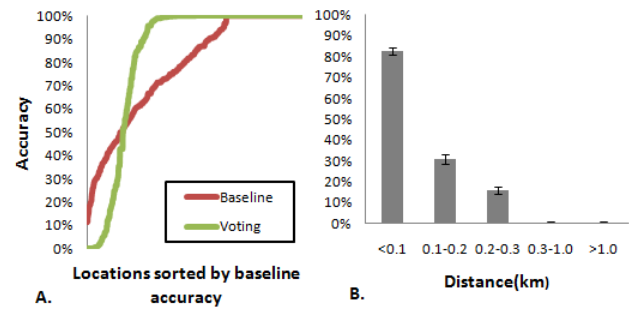 100%
90%
80%
70%
60%
50%
40%
30%
20%
10%
0%
Accuracy
Baseline
Voting
Locations sorted by baseline
accuracy
A.
100%
90%
80%
70%
60%
50%
40%
30%
20%
10%
0%
<0.1 0.1-0.2 0.2-0.3 0.3-1.0 >1.0
Distance(km)
B.